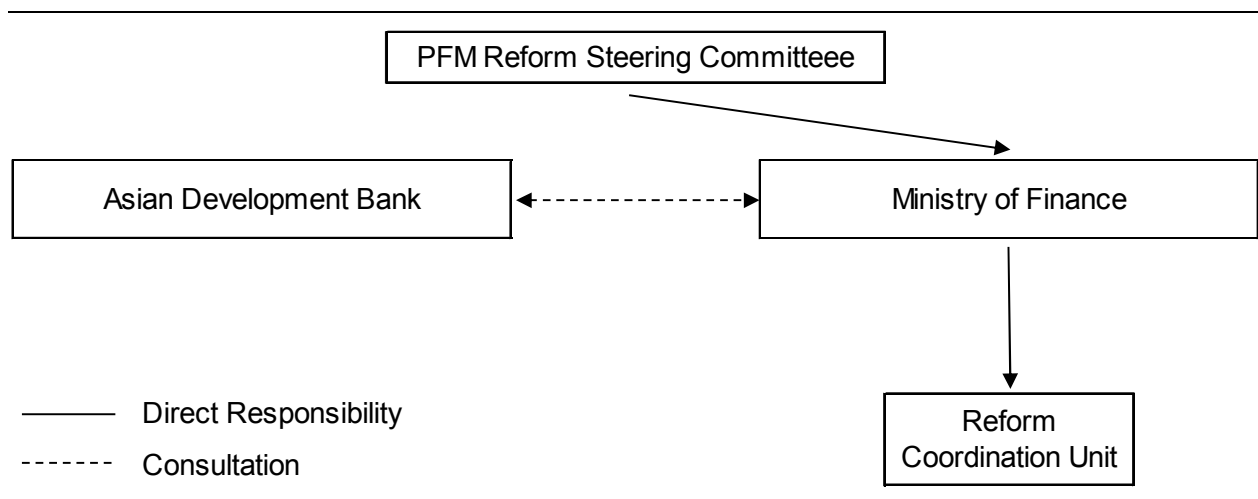 PFM Reform Steering Committeee
Asian Development Bank
Ministry of Finance
Direct Responsibility
Consultation
Reform
Coordination Unit